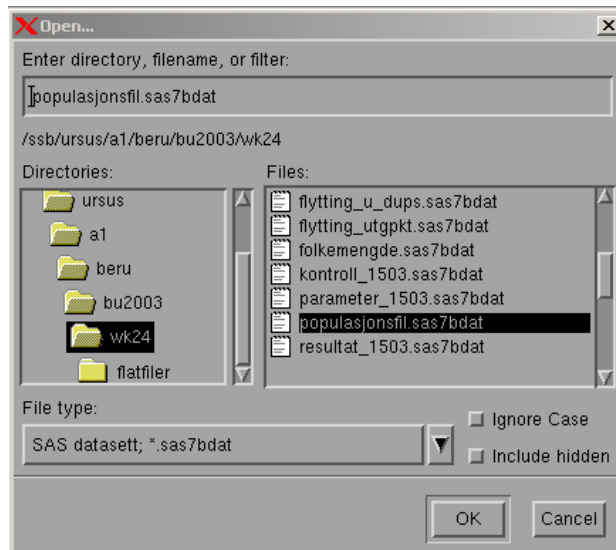 Open...
Enter directory, filename, or filter:
populasjonsfil.sas7bdat
/ssb/ursus/a1/beru/bu2003/wk24
Directories:
Files:
ursus
a1
beru
bu2003
wk24
flatfiler
flytting_u_dups.sas7bdat
flytting_utgpkt.sas7bdat
folkemengde.sas7bdat
kontroll_1503.sas7bdat
parameter_1503.sas7bdat
populasjonsfil.sas7bdat
resultat_1503.sas7bdat
File type:
SAS datasett; *.sas7bdat
Ignore Case
Include hidden
OK
Cancel